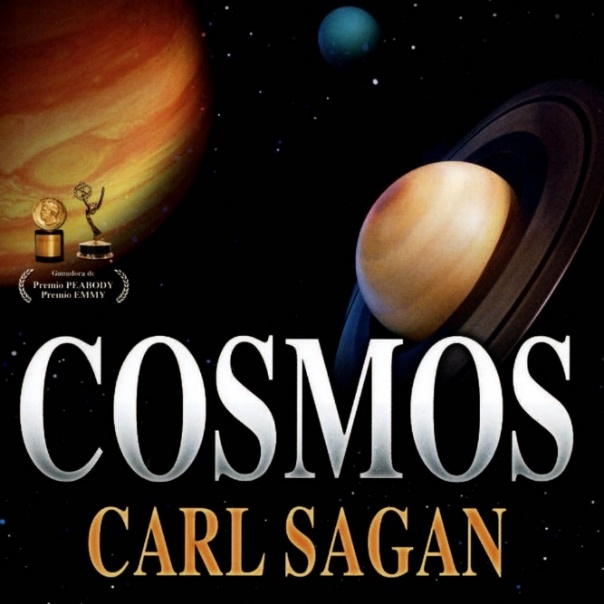 Ganadora de
Premio PEABODY
Premio EMMY
COSMOS
CARL SAGAN